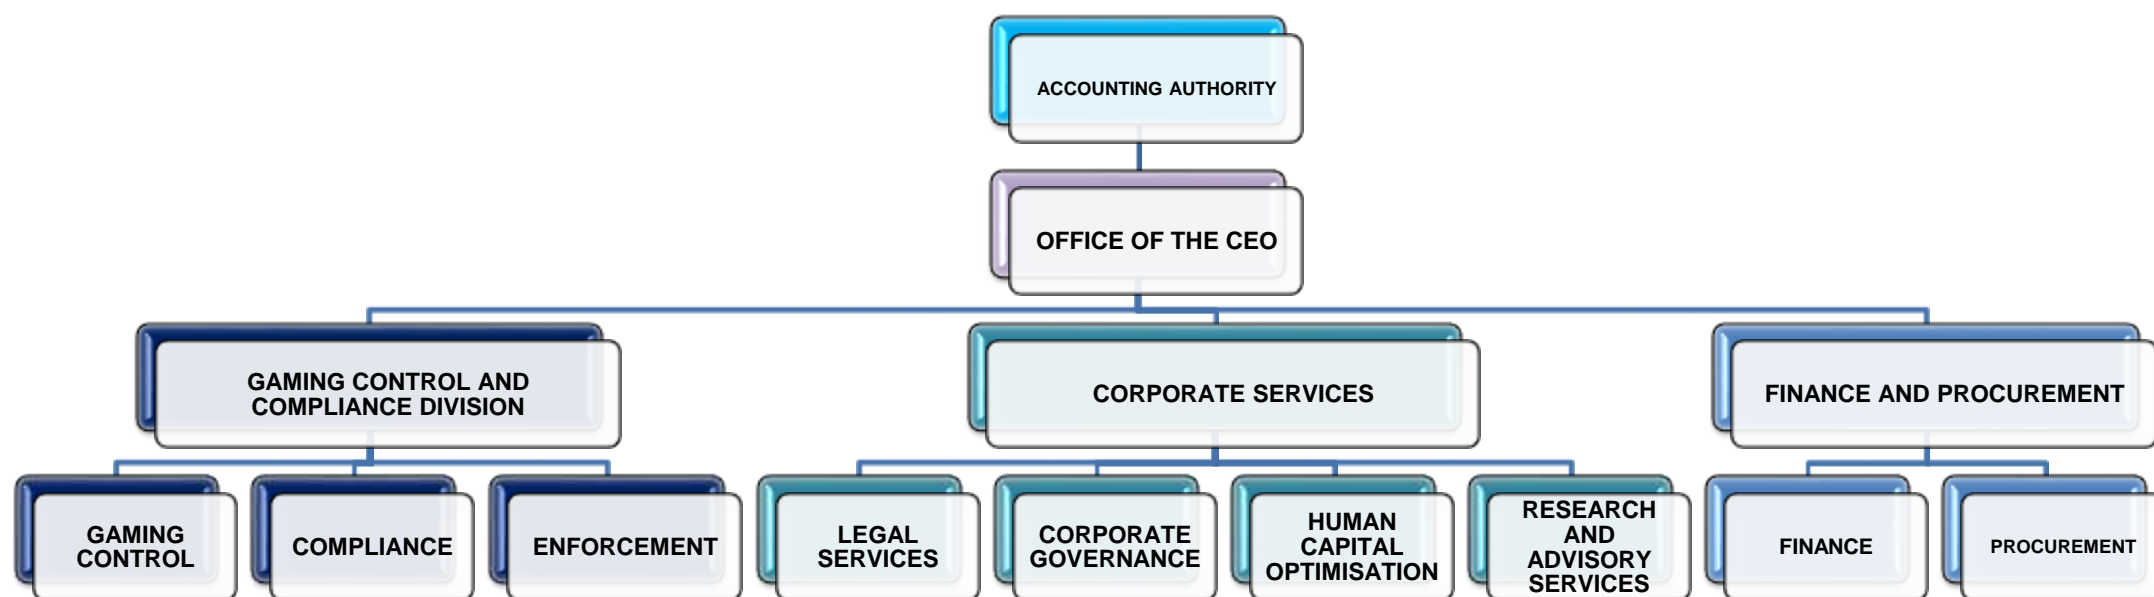 ACCOUNTING AUTHORITY
OFFICE OF THE CEO
GAMING CONTROL AND
COMPLIANCE DIVISION
CORPORATE SERVICES
FINANCE AND PROCUREMENT
GAMING
CONTROL
COMPLIANCE
ENFORCEMENT
LEGAL
SERVICES
CORPORATE
GOVERNANCE
HUMAN
CAPITAL
OPTIMISATION
RESEARCH
AND
ADVISORY
SERVICES
FINANCE
PROCUREMENT